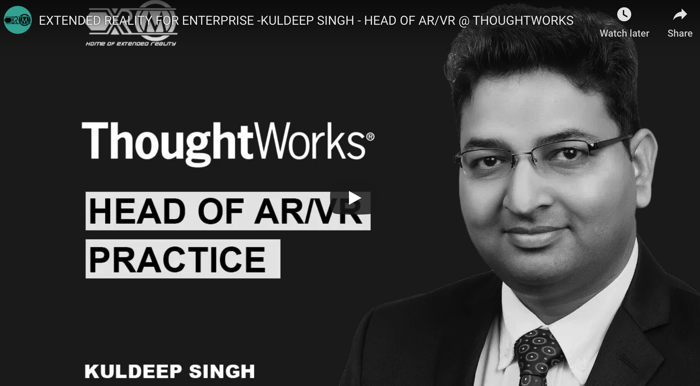 EXTENDED REALITY FOR ENTERPRISE -KULDEEP SINGH - HEAD OF AR/VR @ THOUGHTWORKS
Watch later
Share
HOME OF EXTENDED REALITY
ThoughtWorks®
HEAD OF AR/VR
PRACTICE
KULDEEP SINGH